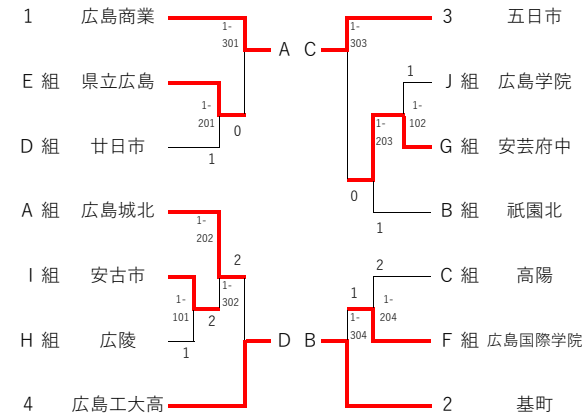 1 広島商業
E 組 県立広島
D 組 廿日市
A 組 広島城北
I 組 安古市
H 組 広陵
4 広島工大高
1-
301
1-
201
0
1
1-
202
2
1-
302
1-
101
2
1
A
D
C
B
1-
303
1
1-
102
1-
203
0
1
2
1
1-
204
1-
304
3 五日市
J 組 広島学院
G 組 安芸府中
B 組 祇園北
C 組 高陽
F 組 広島国際学院
2 基町